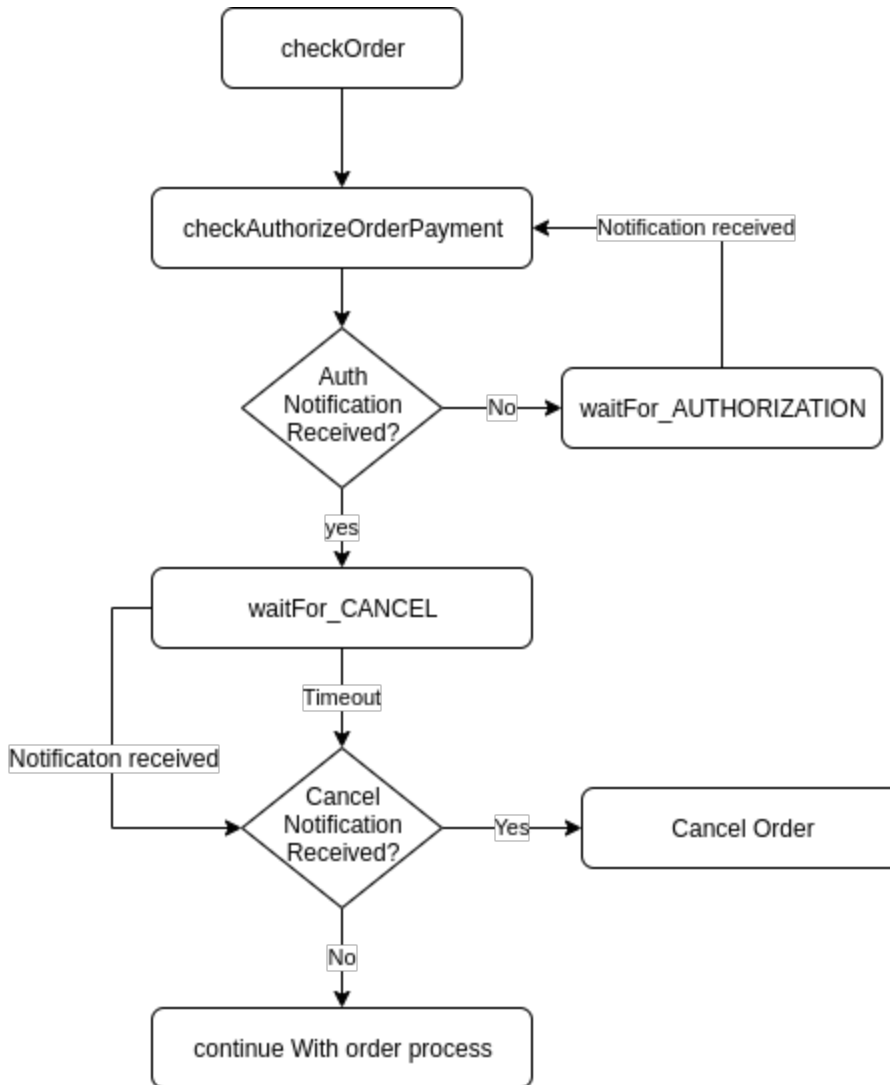 checkOrder
checkAuthorizeOrderPayment
Notification received
Auth
Notification
Received?
No
waitFor_AUTHORIZATION
yes
waitFor_CANCEL
Timeout
Notificaton received
Cancel
Notification
Received?
Yes
Cancel Order
No
continue With order process